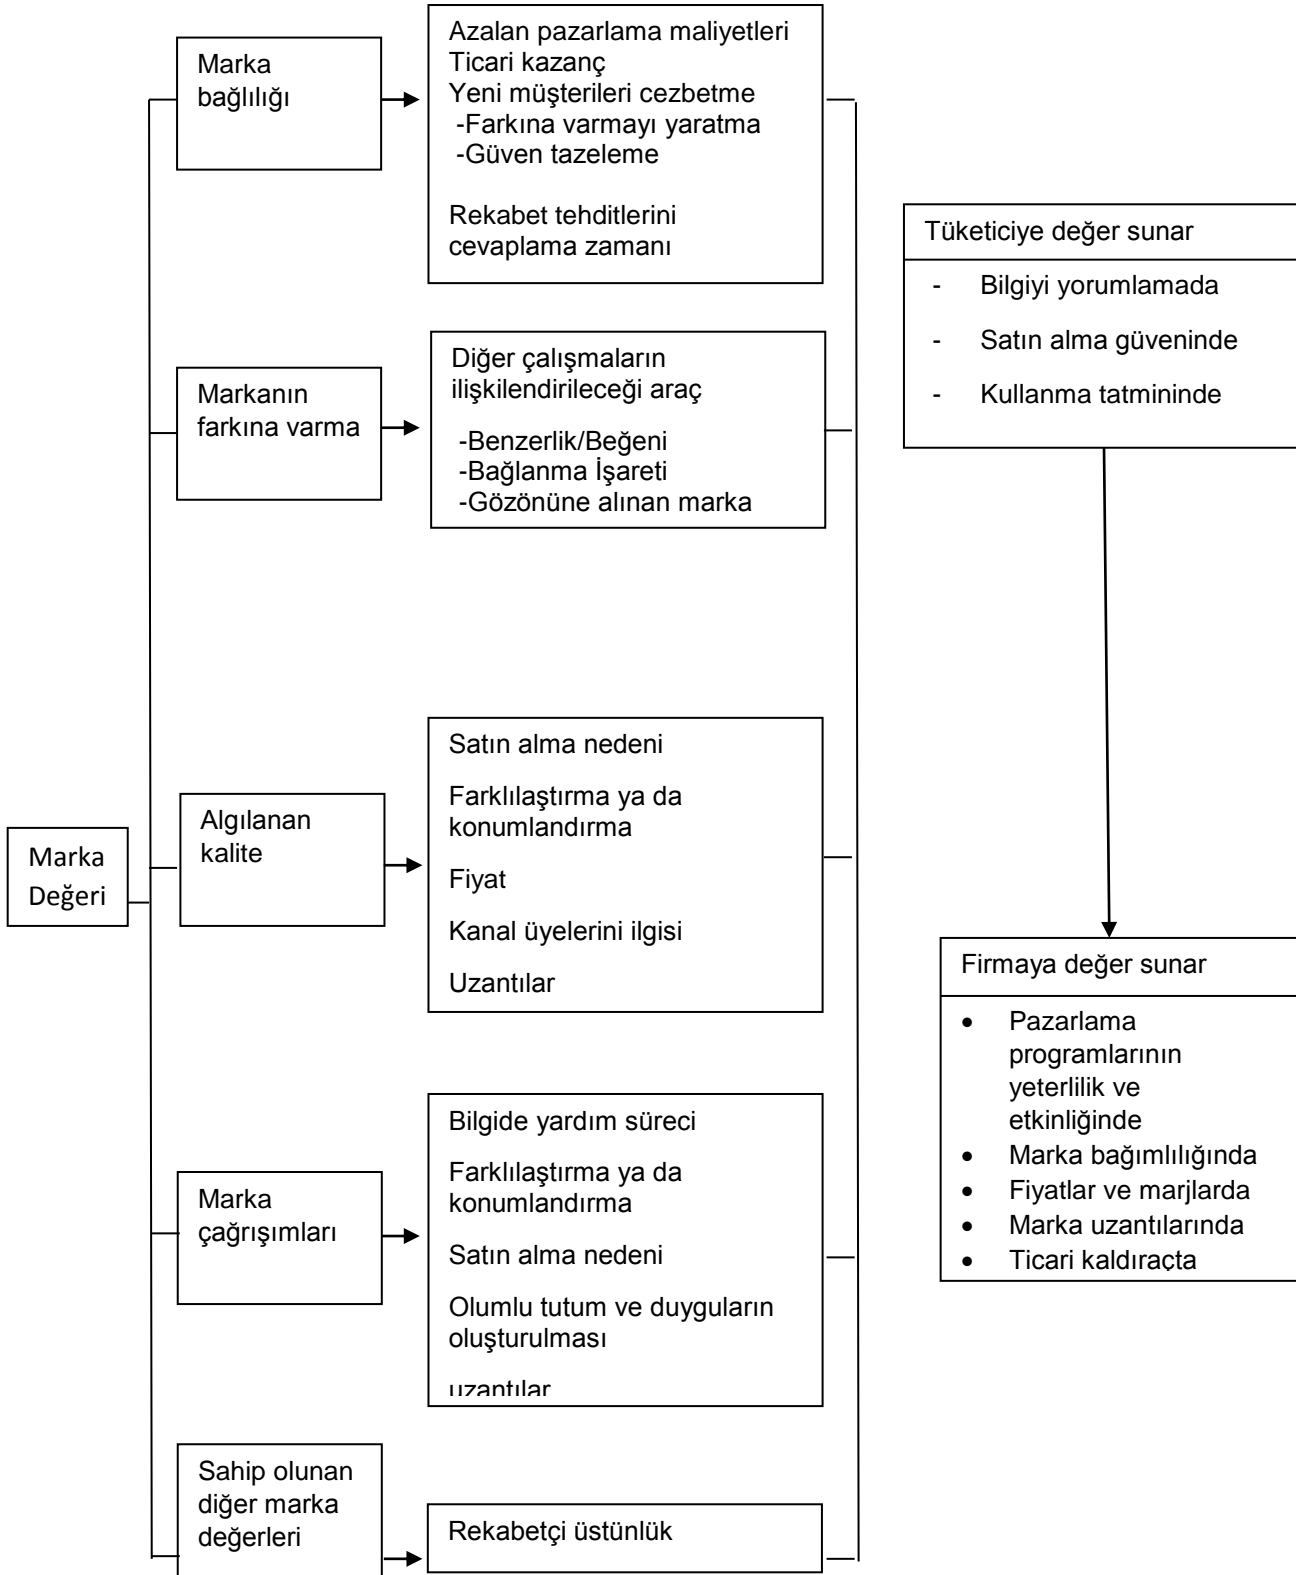 Marka
Değeri
Marka
bağlılığı
Azalan pazarlama maliyetleri
Ticari kazanç
Yeni müşterileri cezbetme
-Farkına varmayı yaratma
-Güven tazeleme
Rekabet tehditlerini
cevaplama zamanı
Markanın
farkına varma
Diğer çalışmaların
ilişkilendirileceği araç
-Benzerlik/Beğeni
-Bağlanma İşareti
-Gözönüne alınan marka
Algılanan
kalite
Satın alma nedeni
Farklılaştırma ya da
konumlandırma
Fiyat
Kanal üyelerini ilgisi
Uzantılar
Marka
çağrışımları
Bilgide yardım süreci
Farklılaştırma ya da
konumlandırma
Satın alma nedeni
Olumlu tutum ve duyguların
oluşturulması
uzantılar
Sahip olunan
diğer marka
değerleri
Rekabetçi üstünlük
Tüketiciye değer sunar
- Bilgiyi yorumlamada
- Satın alma güveninde
- Kullanma tatmininde
Firmaya değer sunar
• Pazarlama
programlarının
yeterlilik ve
etkinliğinde
• Marka bağımlılığında
• Fiyatlar ve marjlarda
• Marka uzantılarında
• Ticari kaldıraçta